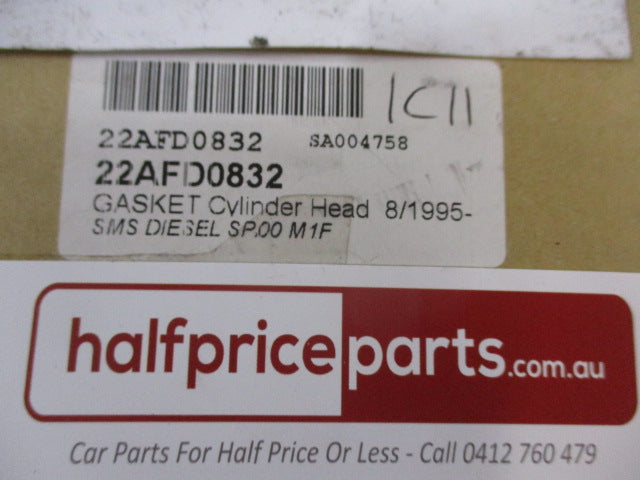 1C11
22AFD0832 SA004758
22AFD0832
GASKET Cylinder Head 8/1995-
SMS DIESEL SP.00 M1F
halfpriceparts.com.au
Car Parts For Half Price Or Less - Call 0412 760 479